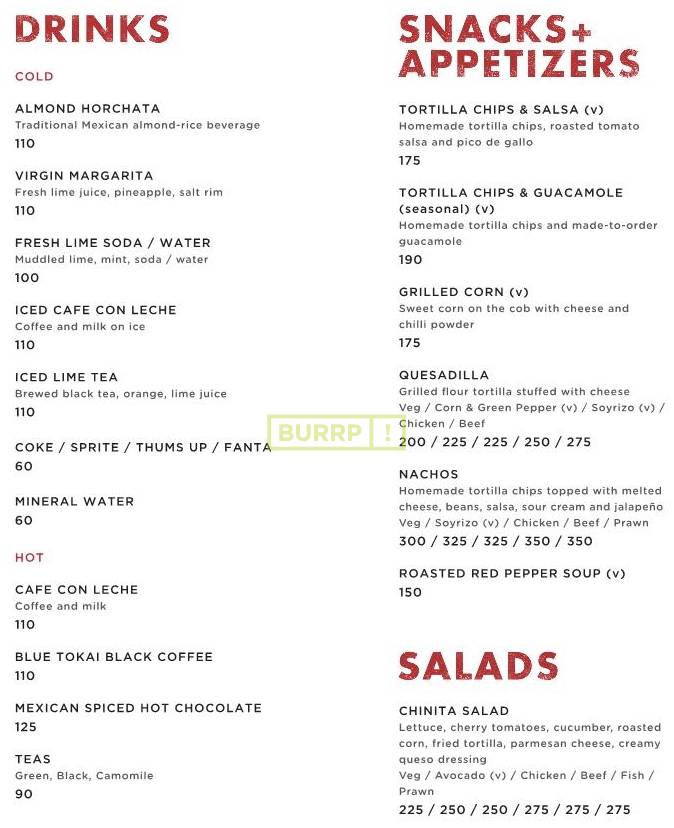 DRINKS
COLD
ALMOND HORCHATA
Traditional Mexican almond-rice beverage
110
VIRGIN MARGARITA
Fresh lime juice, pineapple, salt rim
110
FRESH LIME SODA / WATER
Muddled lime, mint, soda / water
100
ICED CAFE CON LECHE
Coffee and milk on ice
110
ICED LIME TEA
Brewed black tea, orange, lime juice
110
COKE / SPRITE / THUMS UP / FANTA
60
MINERAL WATER
60
HOT
CAFE CON LECHE
Coffee and milk
110
BLUE TOKAI BLACK COFFEE
110
MEXICAN SPICED HOT CHOCOLATE
125
TEAS
Green, Black, Camomile
90
SNACKS+
APPETIZERS
TORTILLA CHIPS & SALSA (v)
Homemade tortilla chips, roasted tomato
salsa and pico de gallo
175
TORTILLA CHIPS & GUACAMOLE
(seasonal) (v)
Homemade tortilla chips and made-to-order
guacamole
190
GRILLED CORN (v)
Sweet corn on the cob with cheese and
chilli powder
175
QUESADILLA
Grilled flour tortilla stuffed with cheese
Veg / Corn & Green Pepper (v) / Soyrizo (v) /
Chicken / Beef
200 / 225 / 225 / 250 / 275
NACHOS
Homemade tortilla chips topped with melted
cheese, beans, salsa, sour cream and jalapeño
Veg / Soyrizo (v) / Chicken / Beef / Prawn
300 / 325 / 325 / 350 / 350
ROASTED RED PEPPER SOUP (v)
150
SALADS
CHINITA SALAD
Lettuce, cherry tomatoes, cucumber, roasted
corn, fried tortilla, parmesan cheese, creamy
queso dressing
Veg / Avocado (v) / Chicken / Beef / Fish /
Prawn
225 / 250 / 250 / 275 / 275 / 275
BURRP !